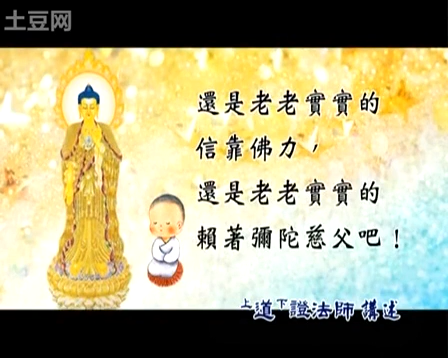 土豆网
還是老老實實的
信靠佛力，
還是老老實實的
賴著彌陀慈父吧！
上道下證法師 講述